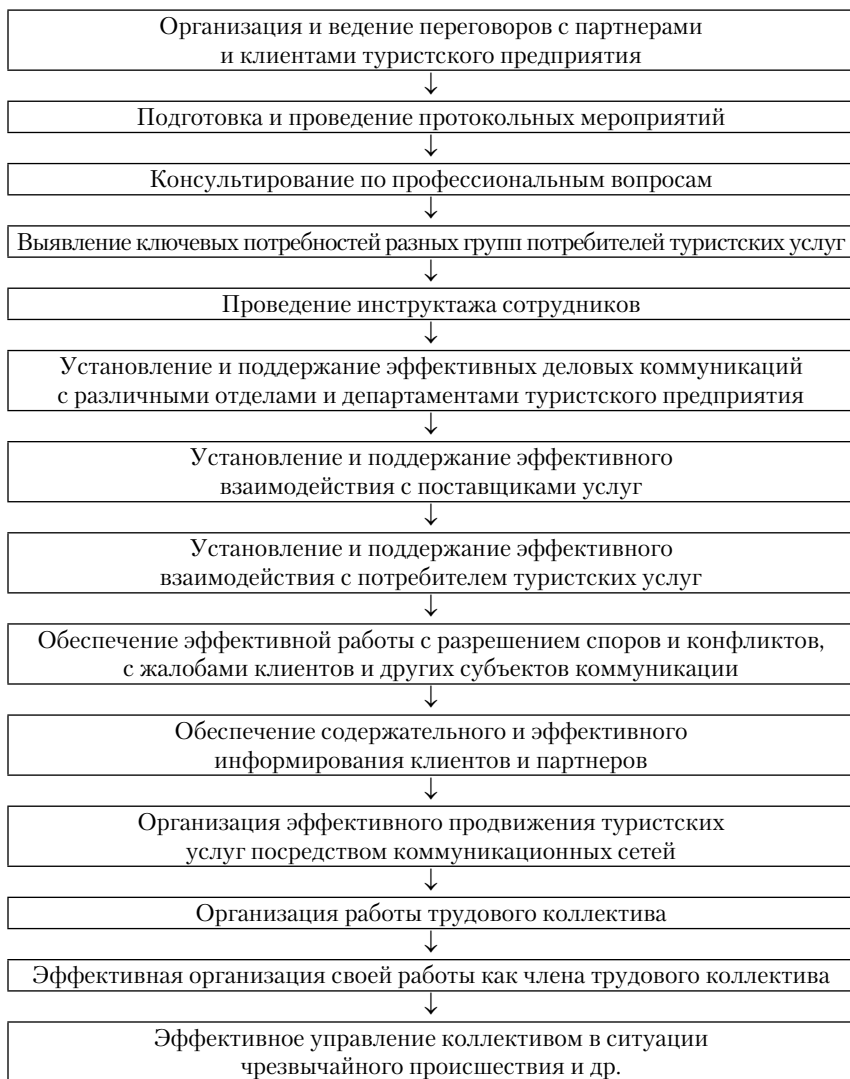 Организация и ведение переговоров с партнерами
и клиентами туристского предприятия
↓
Подготовка и проведение протокольных мероприятий
↓
Консультирование по профессиональным вопросам
↓
Выявление ключевых потребностей разных групп потребителей туристских услуг
↓
Проведение инструктажа сотрудников
↓
Установление и поддержание эффективных деловых коммуникаций
с различными отделами и департаментами туристского предприятия
↓
Установление и поддержание эффективного
взаимодействия с поставщиками услуг
↓
Установление и поддержание эффективного
взаимодействия с потребителем туристских услуг
↓
Обеспечение эффективной работы с разрешением споров и конфликтов,
с жалобами клиентов и других субъектов коммуникации
↓
Обеспечение содержательного и эффективного
информирования клиентов и партнеров
↓
Организация эффективного продвижения туристских
услуг посредством коммуникационных сетей
↓
Организация работы трудового коллектива
↓
Эффективная организация своей работы как члена трудового коллектива
↓
Эффективное управление коллективом в ситуации
чрезвычайного происшествия и др.